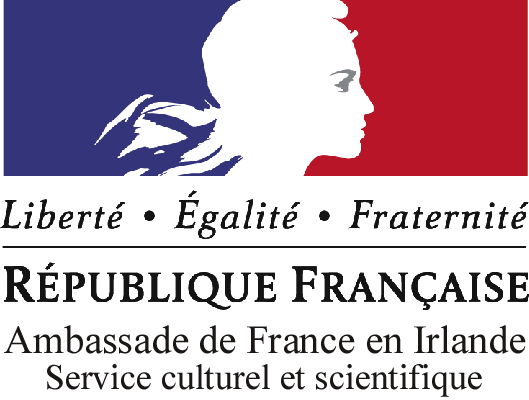 Liberté • Égalité • Fraternité
RÉPUBLIQUE FRANÇAISE
Ambassade de France en Irlande
Service culturel et scientifique